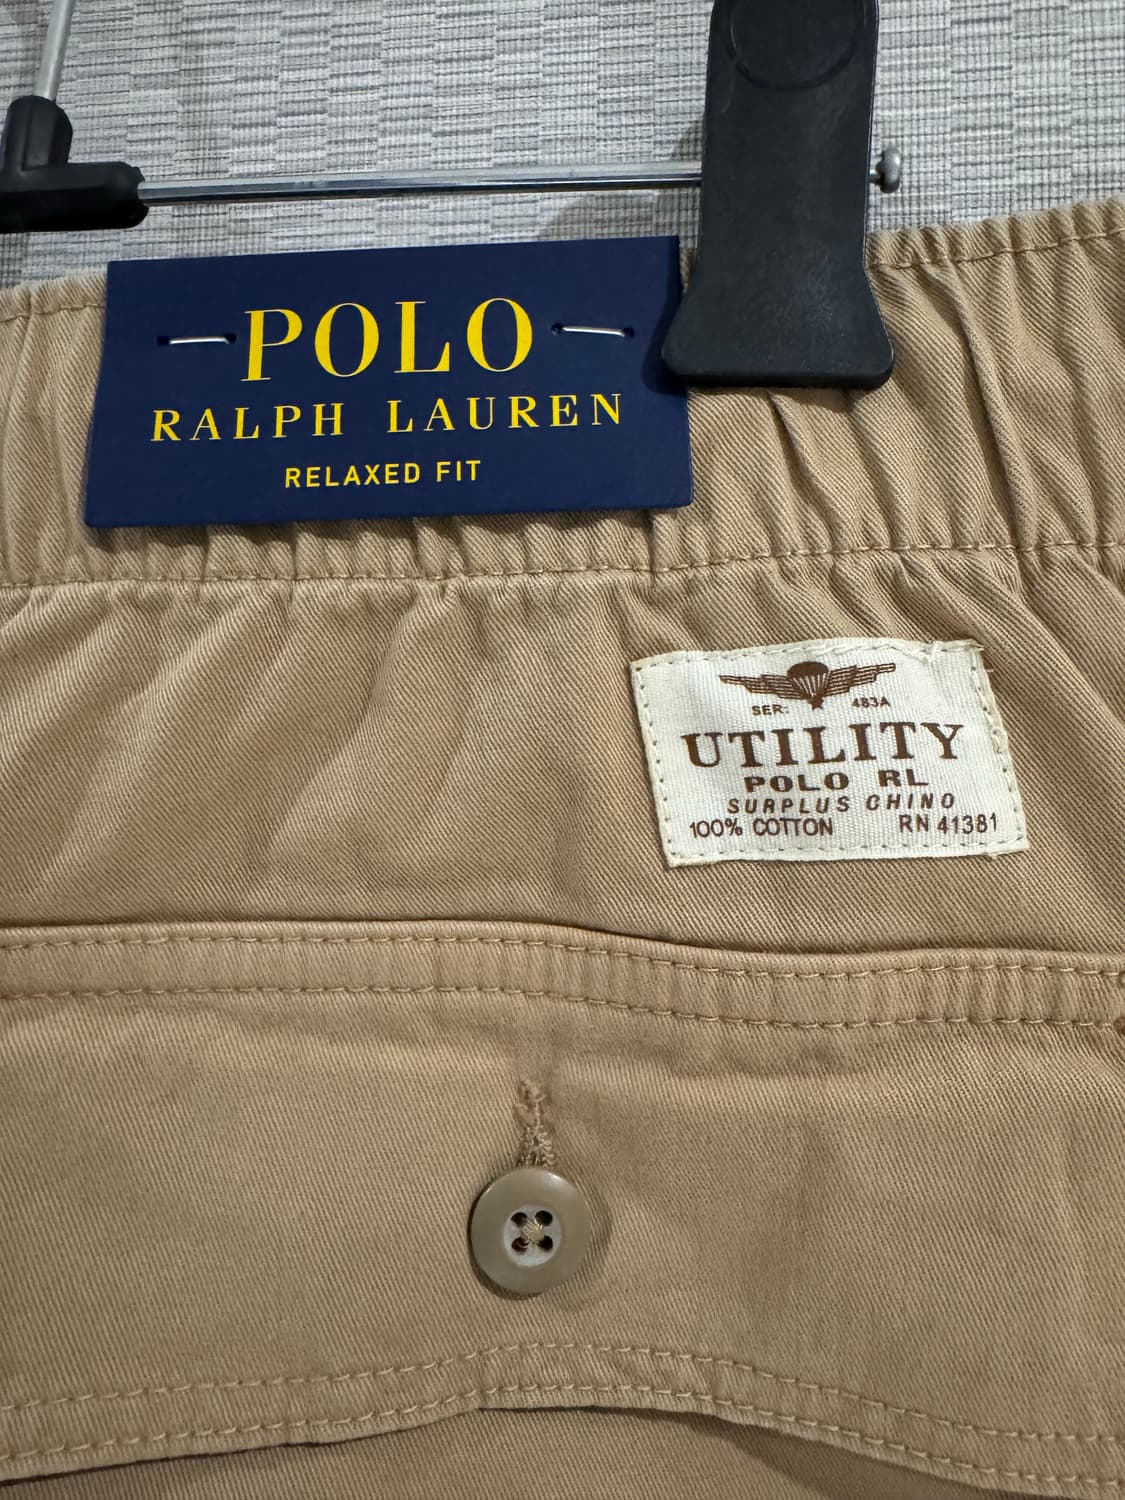 POLO
RALPH LAUREN
RELAXED FIT
SER: 483A
UTILITY
POLO RL
SURPLUS CHINO
100% COTTON RN 41381